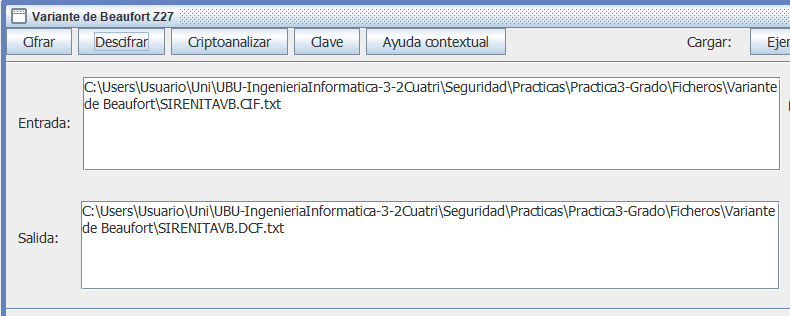 Variante de Beaufort Z27
Cifrar Descifrar Criptoanalizar Clave Ayuda contextual Cargar: Ejer
Entrada:
C:\Users\Usuario\Uni\UBU-IngenieriaInformatica-3-2Cuatri\Seguridad\Practicas\Practica3-Grado\Ficheros\Variante
de Beaufort\SIRENITAVB.CIF.txt
Salida:
C:\Users\Usuario\Uni\UBU-IngenieriaInformatica-3-2Cuatri\Seguridad\Practicas\Practica3-Grado\Ficheros\Variante
de Beaufort\SIRENITAVB.DCF.txt